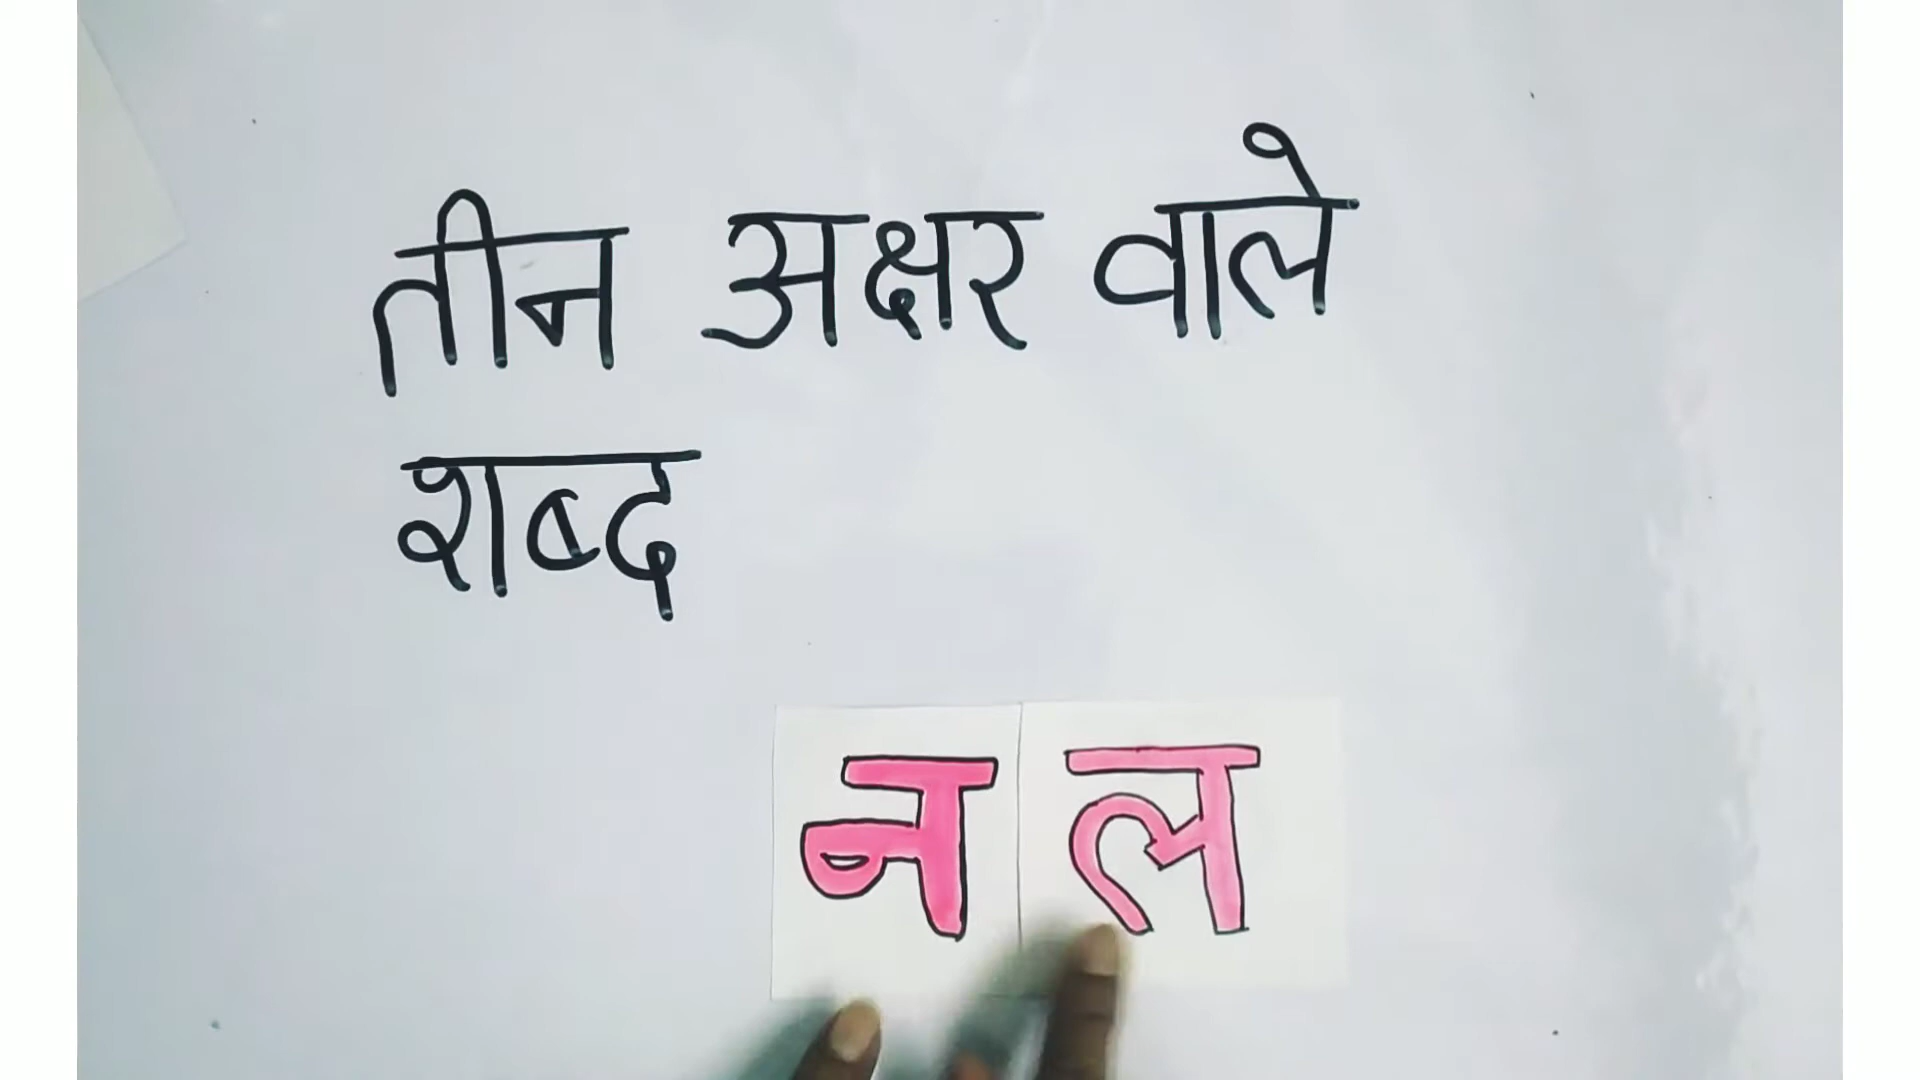 तीन अक्षर वाले
शब्द
न ल